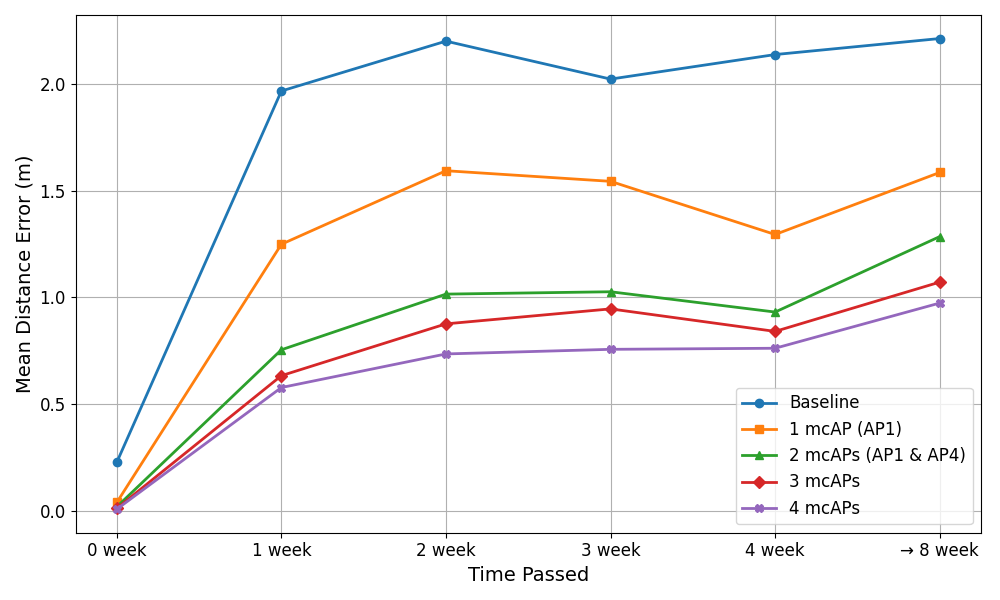 Mean Distance Error (m)
2.0
1.5
1.0
0.5
0.0
0 week
1 week
2 week
3 week
4 week
→ 8 week
Time Passed
Baseline
1 mcAP (AP1)
2 mcAPs (AP1 & AP4)
3 mcAPs
4 mcAPs